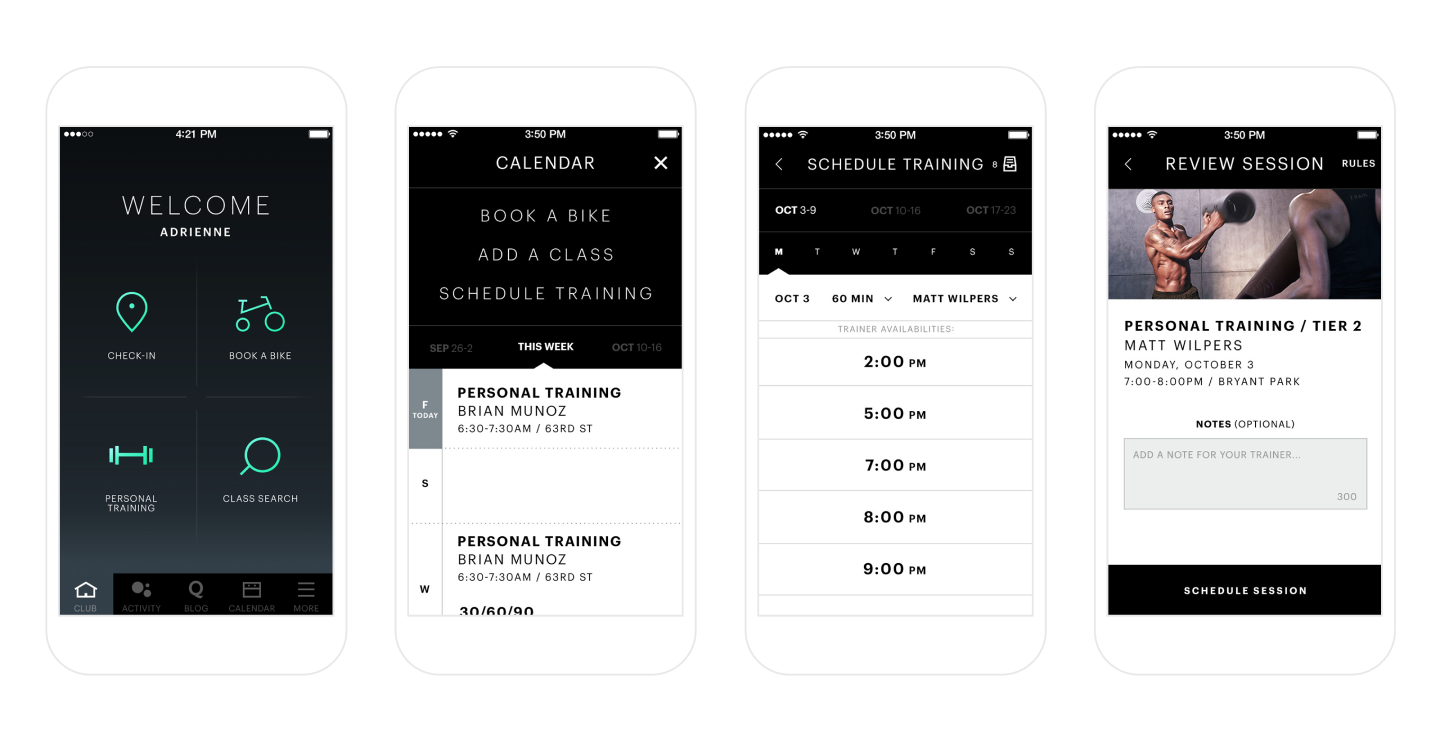 4:21 PM
WELCOME
ADRIENNE
CHECK-IN
BOOK A BIKE
PERSONAL
TRAINING
CLASS SEARCH
CLUB
ACTIVITY
Q
BLOG
CALENDAR
MORE
3:50 PM
CALENDAR
BOOK A BIKE
ADD A CLASS
SCHEDULE TRAINING
SEP 26-2
THIS WEEK
OCT 10-16
F
TODAY
PERSONAL TRAINING
BRIAN MUNOZ
6:30-7:30AM / 63RD ST
S
W
PERSONAL TRAINING
BRIAN MUNOZ
6:30-7:30AM / 63RD ST
30/60/90
3:50 PM
SCHEDULE TRAINING 8
OCT 3-9
OCT 10-16
OCT 17-23
M T W T F S S
OCT 3 60 MIN MATT WILPERS
TRAINER AVAILABILITIES:
2:00 PM
5:00 PM
7:00 PM
8:00 PM
9:00 PM
3:50 PM
REVIEW SESSION RULES
PERSONAL TRAINING / TIER 2
MATT WILPERS
MONDAY, OCTOBER 3
7:00-8:00PM / BRYANT PARK
NOTES (OPTIONAL)
ADD A NOTE FOR YOUR TRAINER...
300
SCHEDULE SESSION